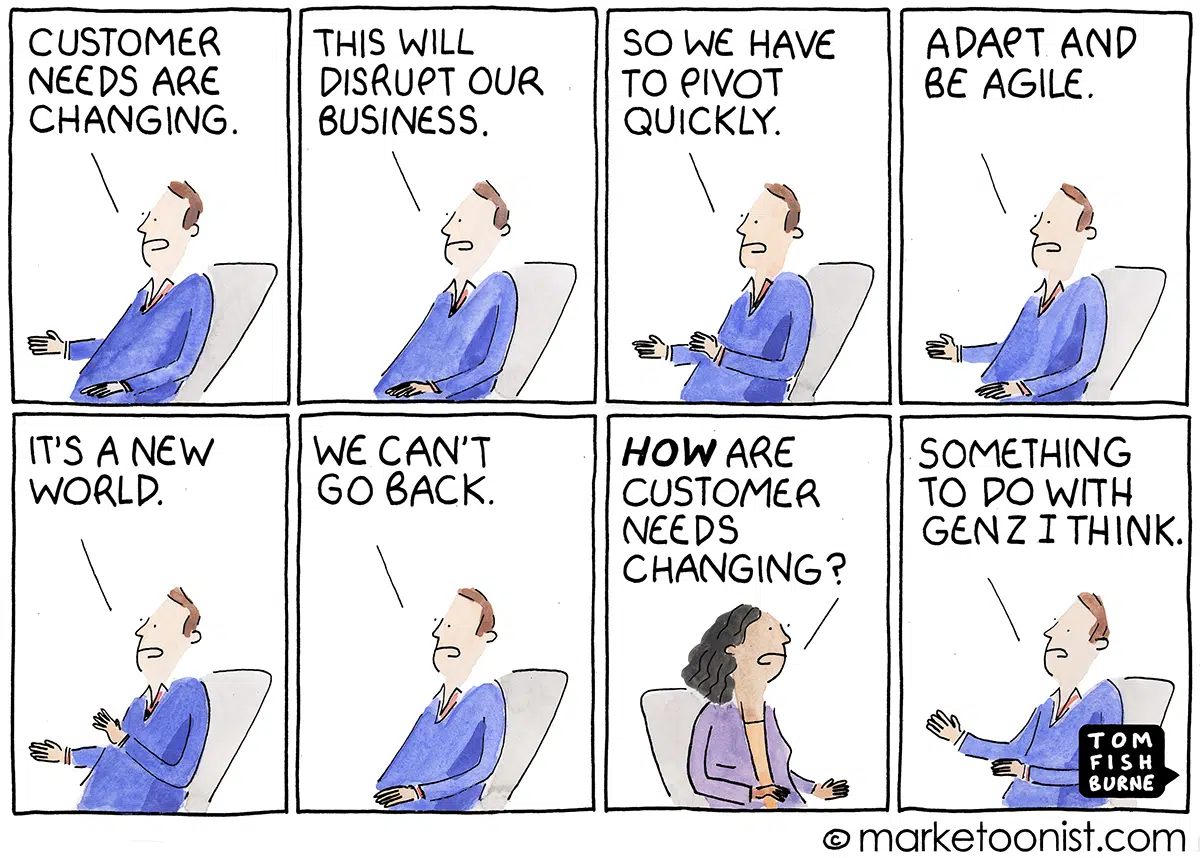 CUSTOMER
NEEDS ARE
CHANGING.
THIS WILL
DISRUPT OUR
BUSINESS.
SO WE HAVE
TO PIVOT
QUICKLY.
ADAPT AND
BE AGILE.
IT'S A NEW
WORLD.
WE CAN'T
GO BACK.
HOW ARE
CUSTOMER
NEEDS
CHANGING?
SOMETHING
TO DO WITH
GEN Z I THINK.
TOM
FISH
BURNE
© marketoonist.com